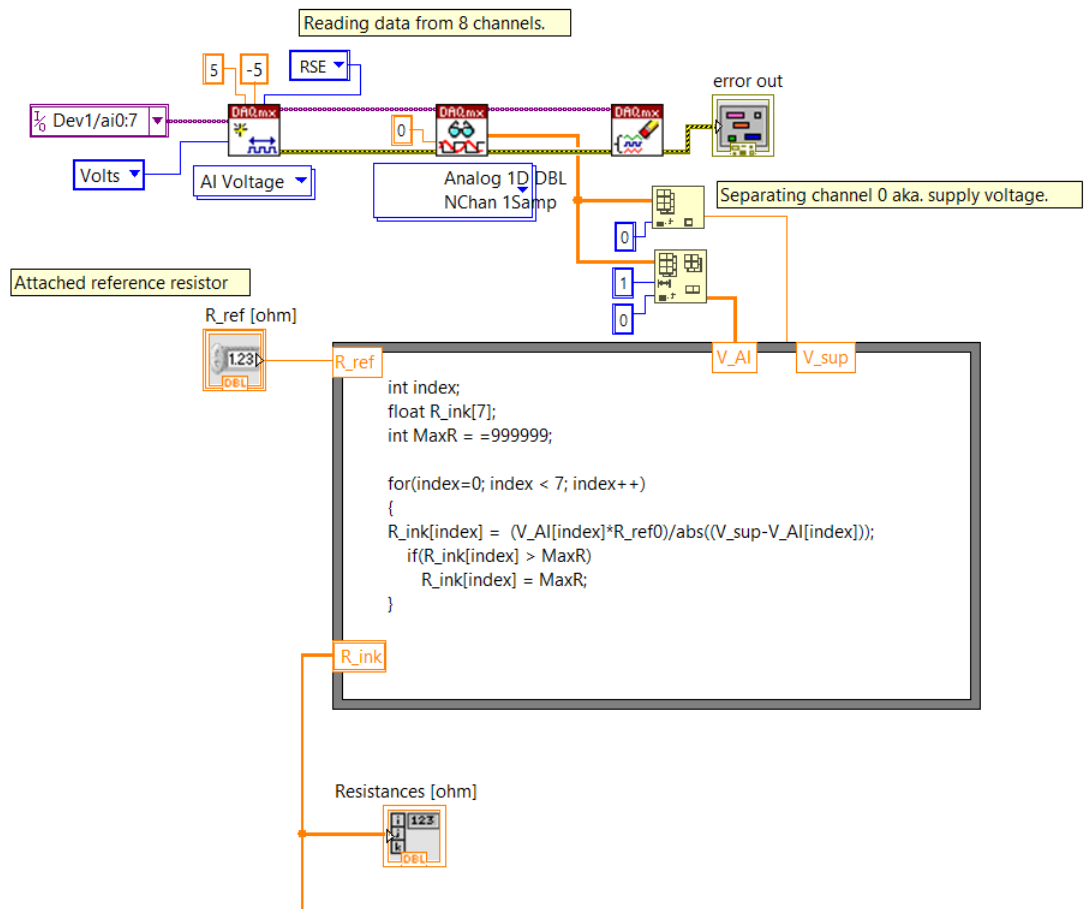 Reading data from 8 channels.
5
-5
RSE
error out
DAQmx
DAQmx
DAQmx
I/O Dev1/ai0:7
0
Volts
AI Voltage
Analog 1D DBL
NChan 1Samp
Separating channel 0 aka. supply voltage.
0
1
0
Attached reference resistor
R_ref [ohm]
1.23
DBL
R_ref
V_AI
V_sup
int index;
float R_ink[7];
int MaxR = =999999;
for(index=0; index < 7; index++)
{
R_ink[index] = (V_AI[index]*R_ref0)/abs((V_sup-V_AI[index]));
if(R_ink[index] > MaxR)
R_ink[index] = MaxR;
}
R_ink
Resistances [ohm]
i
j
k
123
DBL